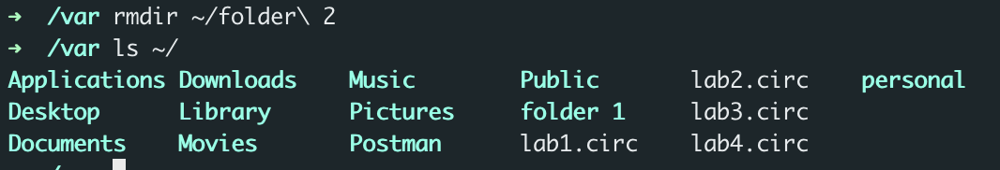 ➜  /var rmdir ~/folder\ 2
➜  /var ls ~/
Applications Downloads    Music        Public       lab2.circ    personal
Desktop      Library      Pictures     folder 1     lab3.circ
Documents    Movies       Postman      lab1.circ    lab4.circ